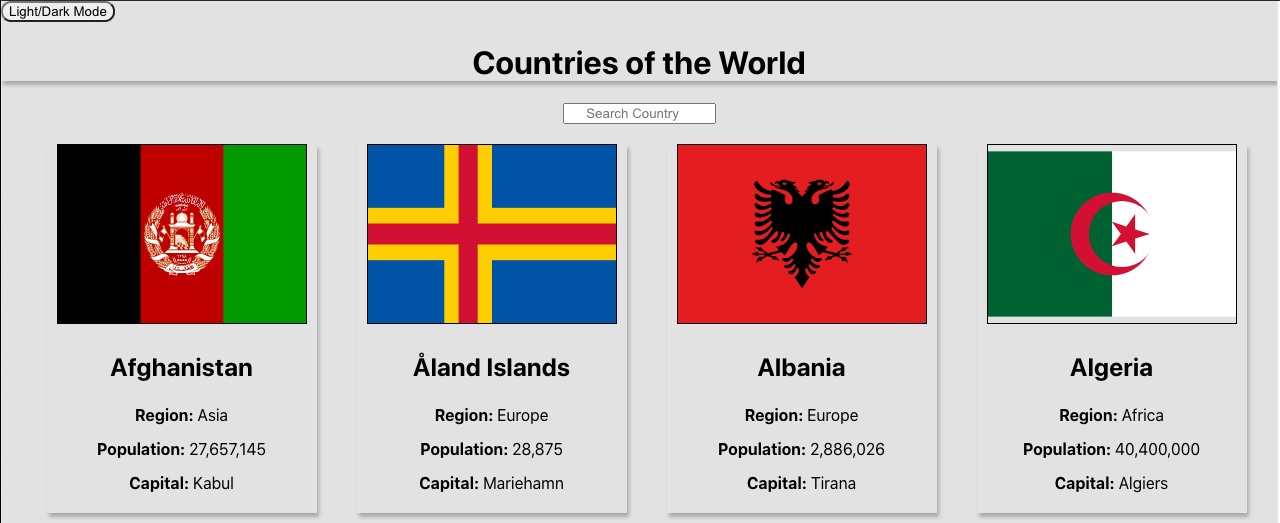 Light/Dark Mode
Countries of the World
Search Country
Afghanistan
Region: Asia
Population: 27,657,145
Capital: Kabul
Åland Islands
Region: Europe
Population: 28,875
Capital: Mariehamn
Albania
Region: Europe
Population: 2,886,026
Capital: Tirana
Algeria
Region: Africa
Population: 40,400,000
Capital: Algiers